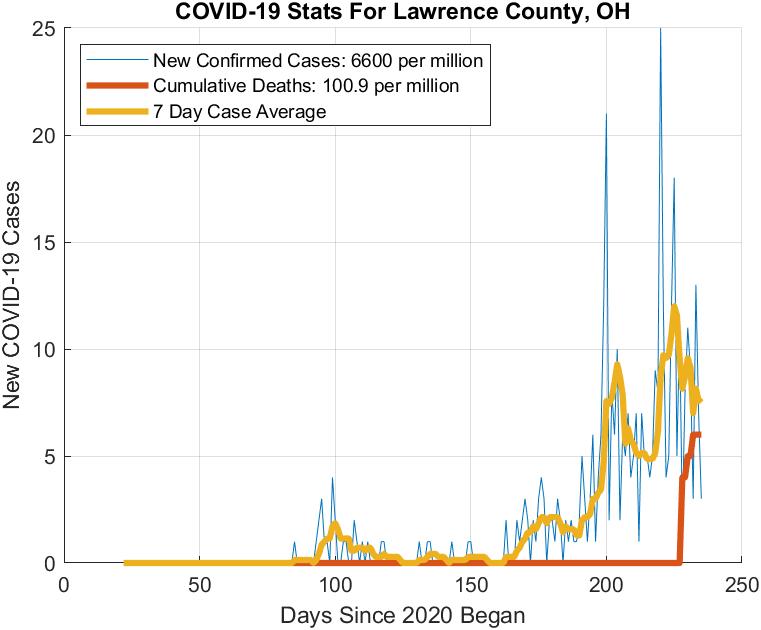 COVID-19 Stats For Lawrence County, OH
25
New Confirmed Cases: 6600 per million
Cumulative Deaths: 100.9 per million
7 Day Case Average
20
15
10
5
0
New COVID-19 Cases
0 50 100 150 200 250
Days Since 2020 Began